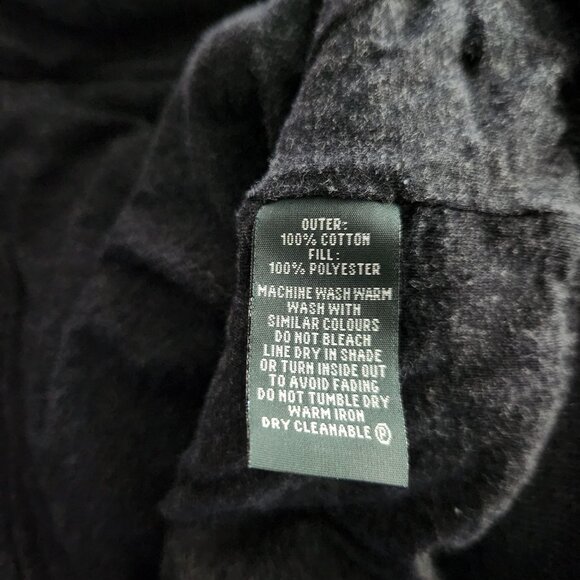 OUTER:
100% COTTON
FILL:
100% POLYESTER
MACHINE WASH WARM
WASH WITH
SIMILAR COLOURS
DO NOT BLEACH
LINE DRY IN SHADE
OR TURN INSIDE OUT
TO AVOID FADING
DO NOT TUMBLE DRY
WARM IRON
DRY CLEANABLE Ⓟ